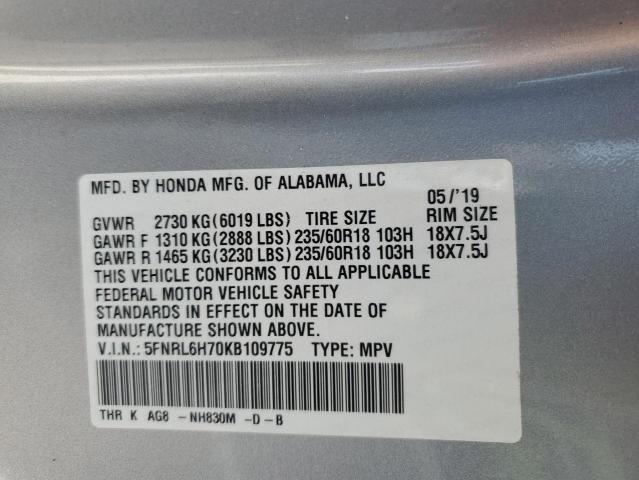 MFD. BY HONDA MFG. OF ALABAMA, LLC 05/'19
GVWR 2730 KG(6019 LBS) TIRE SIZE RIM SIZE
GAWR F 1310 KG(2888 LBS)235/60R18 103H 18X7.5J
GAWR R 1465 KG(3230 LBS)235/60R18 103H 18X7.5J
THIS VEHICLE CONFORMS TO ALL APPLICABLE
FEDERAL MOTOR VEHICLE SAFETY
STANDARDS IN EFFECT ON THE DATE OF
MANUFACTURE SHOWN ABOVE.
V.I.N.: 5FNRL6H70KB109775 TYPE: MPV
THR K AG8 -NH830M -D-B